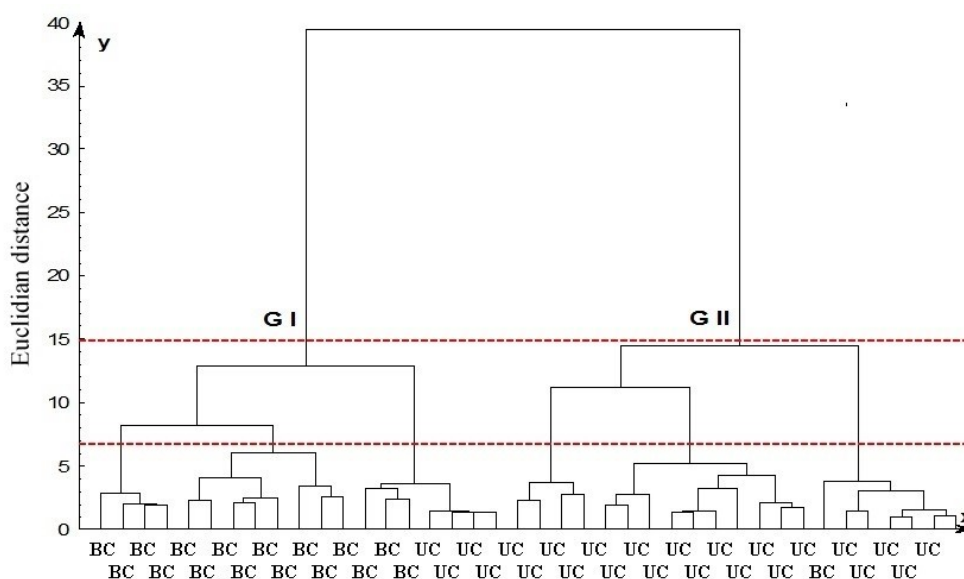 40
y
35
30
25
20
G I
G II
15
10
5
0
x
Euclidian distance
BC BC BC BC BC BC BC BC UC UC UC UC UC UC UC UC UC UC UC UC UC
BC BC BC BC BC BC BC BC UC UC UC UC UC UC UC UC UC BC UC UC